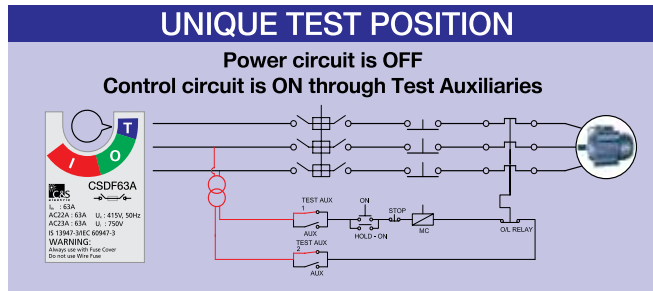 UNIQUE TEST POSITION
Power circuit is OFF
Control circuit is ON through Test Auxiliaries
T
I O
C&S
electric
CSDF63A
Ith : 63A
AC22A : 63A Ue : 415V, 50Hz
AC23A : 63A Ui : 750V
IS 13947-3/IEC 60947-3
WARNING:
Always use with Fuse Cover
Do not use Wire Fuse
TEST AUX
1
AUX
ON
HOLD - ON
STOP
MC
O/L RELAY
TEST AUX
2
AUX